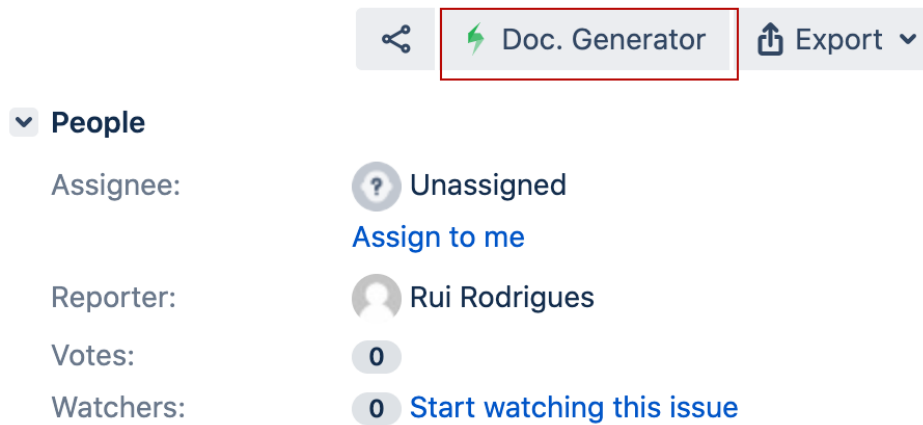 Doc. Generator Export
People
Assignee: Unassigned
Assign to me
Reporter: Rui Rodrigues
Votes: 0
Watchers: 0 Start watching this issue